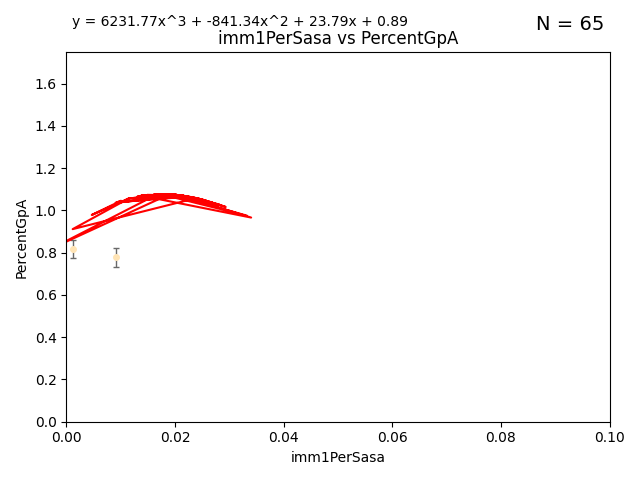 y = 6231.77x^3 + -841.34x^2 + 23.79x + 0.89
N = 65
imm1PerSasa vs PercentGpA
1.6
1.4
1.2
1.0
0.8
0.6
0.4
0.2
0.0
PercentGpA
0.00 0.02 0.04 0.06 0.08 0.10
imm1PerSasa